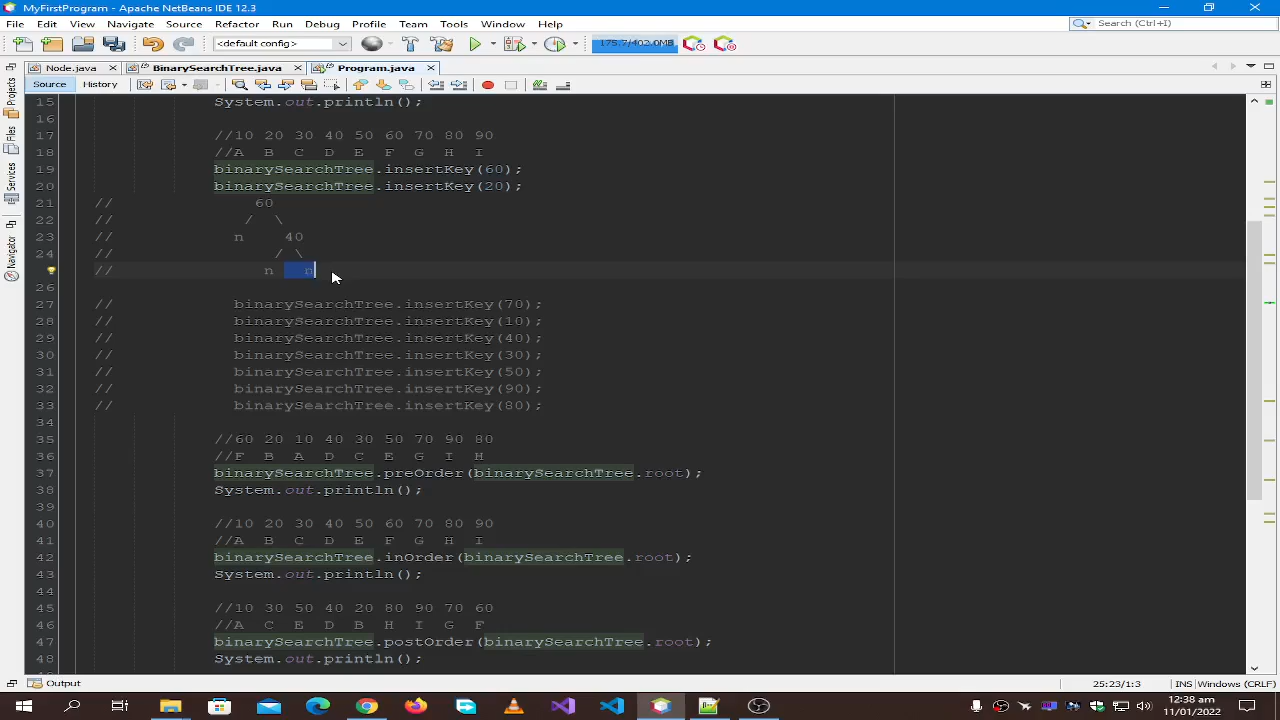 MyFirstProgram - Apache NetBeans IDE 12.3
File Edit View Navigate Source Refactor Run Debug Profile Team Tools Window Help
Search (Ctrl+I)
<default config>
175.7/402.0MB
Node.java BinarySearchTree.java Program.java
Source History
Projects
Files
Services
Navigator
15 System.out.println();
16
17 //10 20 30 40 50 60 70 80 90
18 //A B C D E F G H I
19 binarySearchTree.insertKey(60);
20 binarySearchTree.insertKey(20);
21 // 60
22 // / \
23 // n 40
24 // / \
// n n
26
27 // binarySearchTree.insertKey(70);
28 // binarySearchTree.insertKey(10);
29 // binarySearchTree.insertKey(40);
30 // binarySearchTree.insertKey(30);
31 // binarySearchTree.insertKey(50);
32 // binarySearchTree.insertKey(90);
33 // binarySearchTree.insertKey(80);
34
35 //60 20 10 40 30 50 70 90 80
36 //F B A D C E G I H
37 binarySearchTree.preOrder(binarySearchTree.root);
38 System.out.println();
39
40 //10 20 30 40 50 60 70 80 90
41 //A B C D E F G H I
42 binarySearchTree.inOrder(binarySearchTree.root);
43 System.out.println();
44
45 //10 30 50 40 20 80 90 70 60
46 //A C E D B H I G F
47 binarySearchTree.postOrder(binarySearchTree.root);
48 System.out.println();
Output
25:23/1:3 INS Windows (CRLF)
12:38 am
11/01/2022